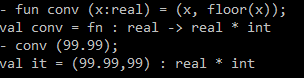 - fun conv (x:real) = (x, floor(x));
val conv = fn : real -> real * int
- conv (99.99);
val it = (99.99,99) : real * int